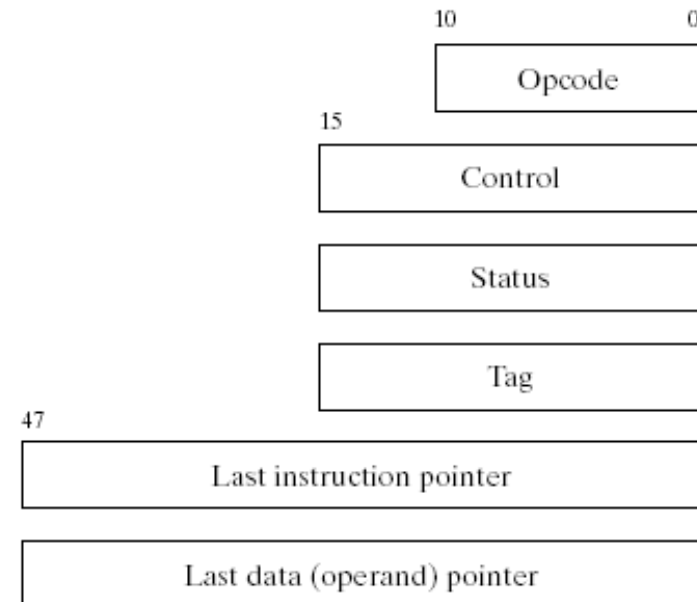 10 0
Opcode
15
Control
Status
Tag
47
Last instruction pointer
Last data (operand) pointer